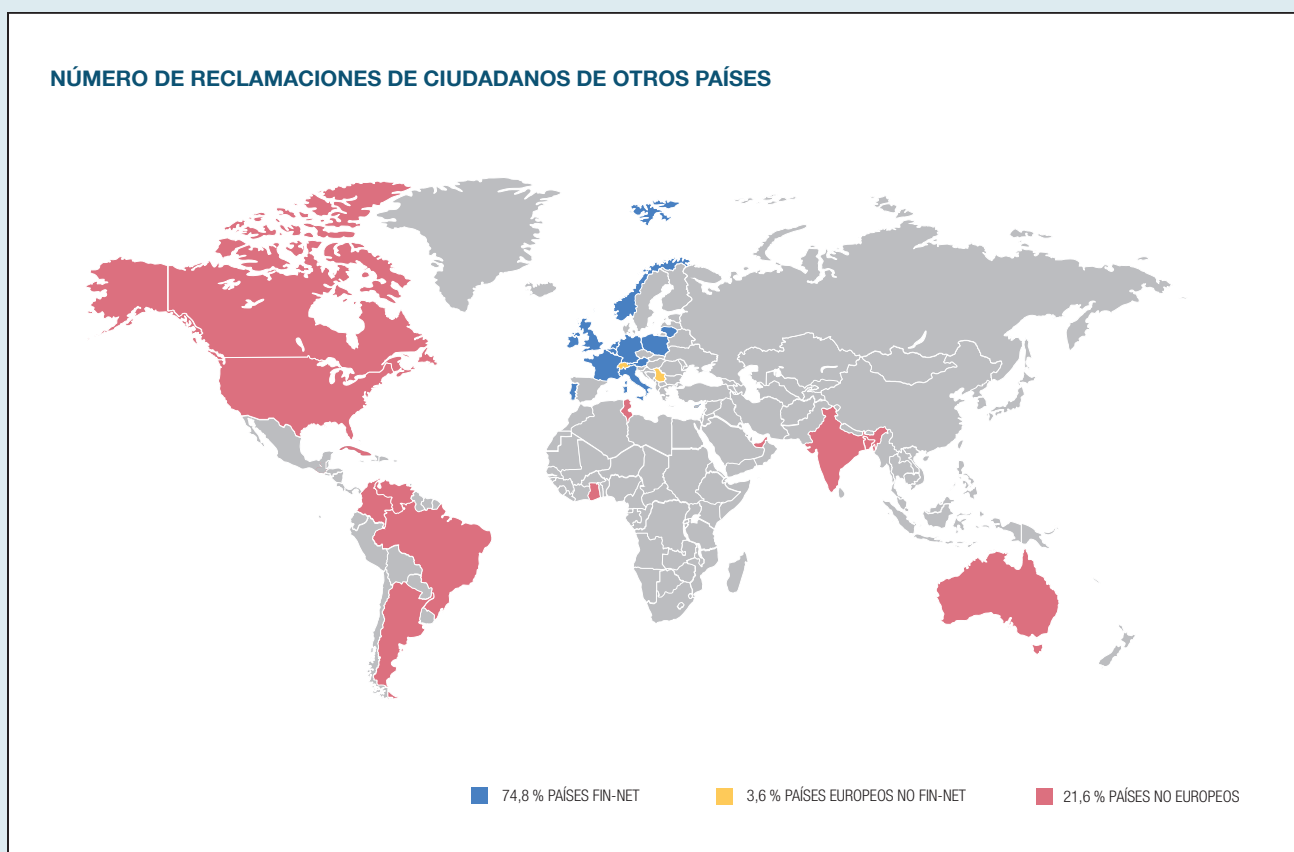 NÚMERO DE RECLAMACIONES DE CIUDADANOS DE OTROS PAÍSES
74,8 % PAÍSES FIN-NET
3,6 % PAÍSES EUROPEOS NO FIN-NET
21,6 % PAÍSES NO EUROPEOS